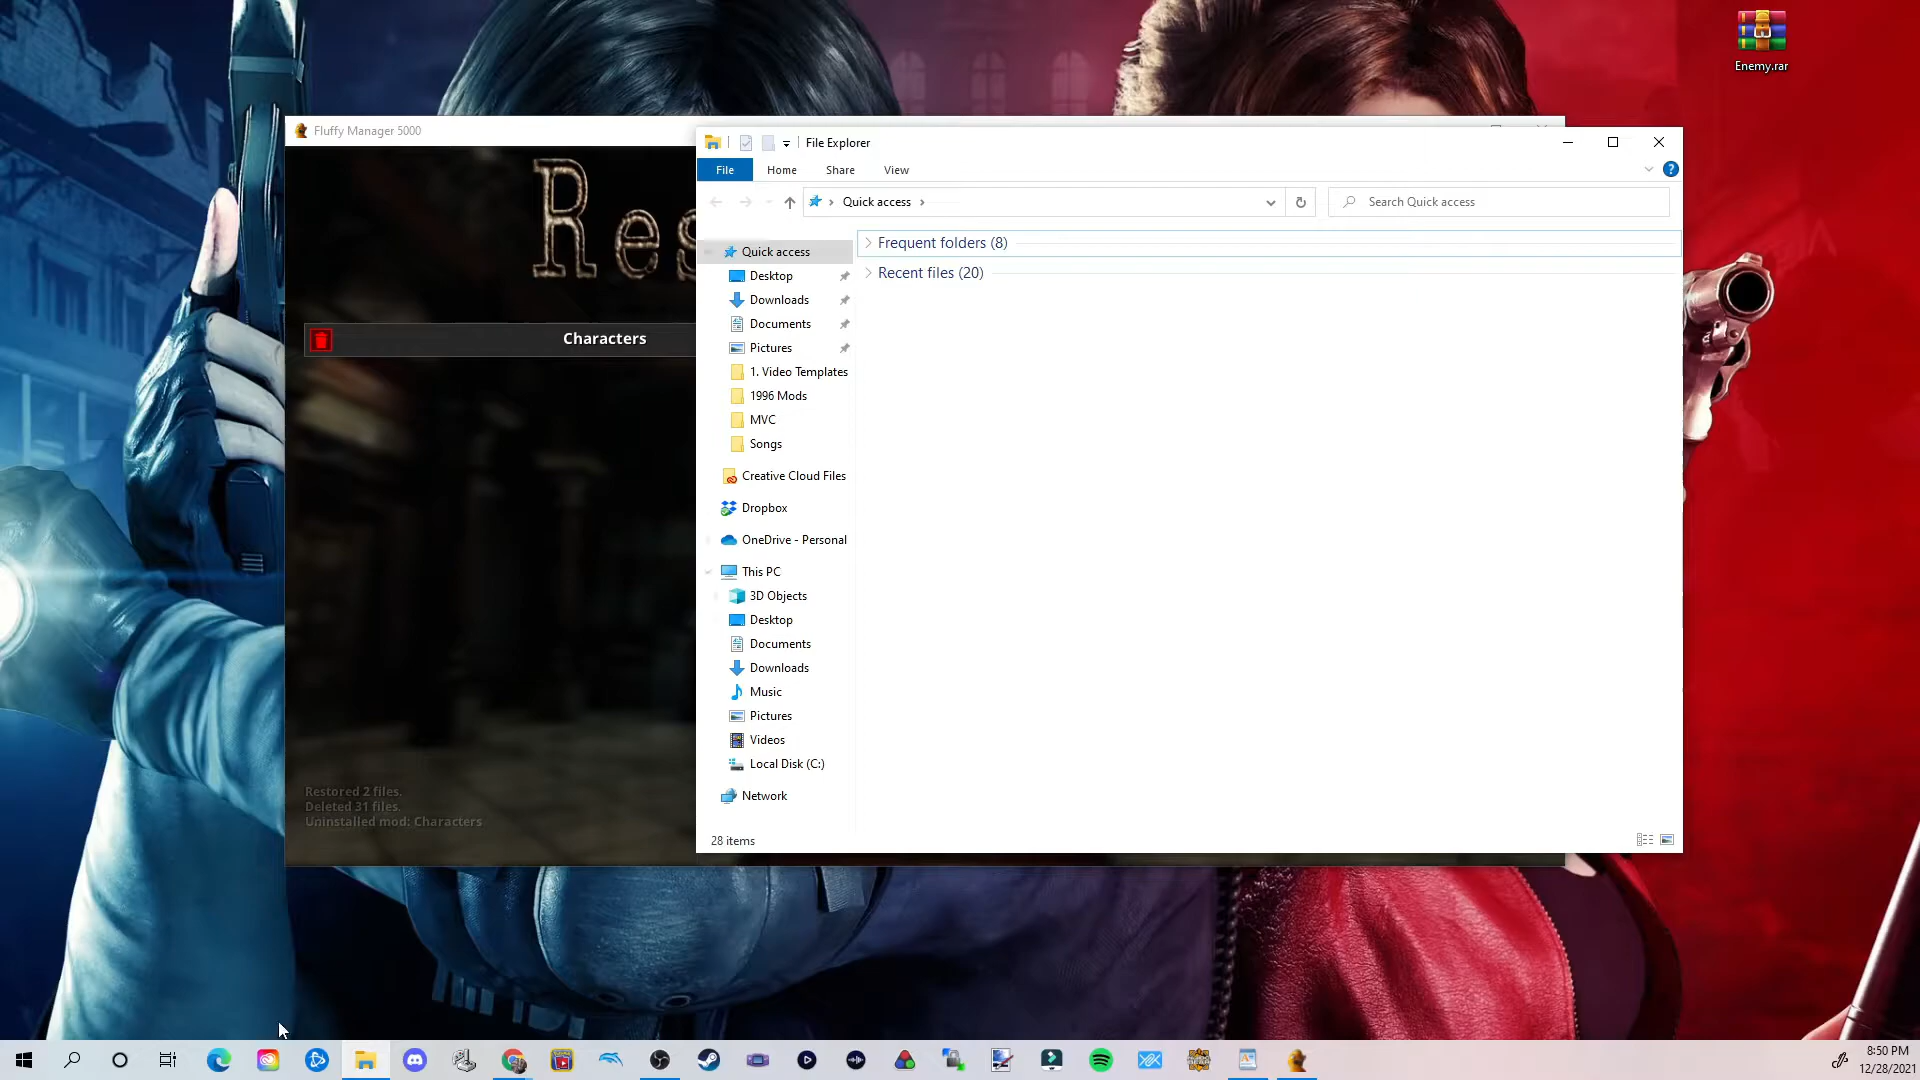 Enemy.rar
Fluffy Manager 5000
File Explorer
File
Home
Share
View
Quick access
Search Quick access
Res
Characters
Quick access
Desktop
Downloads
Documents
Pictures
1. Video Templates
1996 Mods
MVC
Songs
Creative Cloud Files
Dropbox
OneDrive - Personal
This PC
3D Objects
Desktop
Documents
Downloads
Music
Pictures
Videos
Local Disk (C:)
Network
Frequent folders (8)
Recent files (20)
28 items
Restored 2 files.
Deleted 31 files.
Uninstalled mod: Characters
8:50 PM
12/28/2021